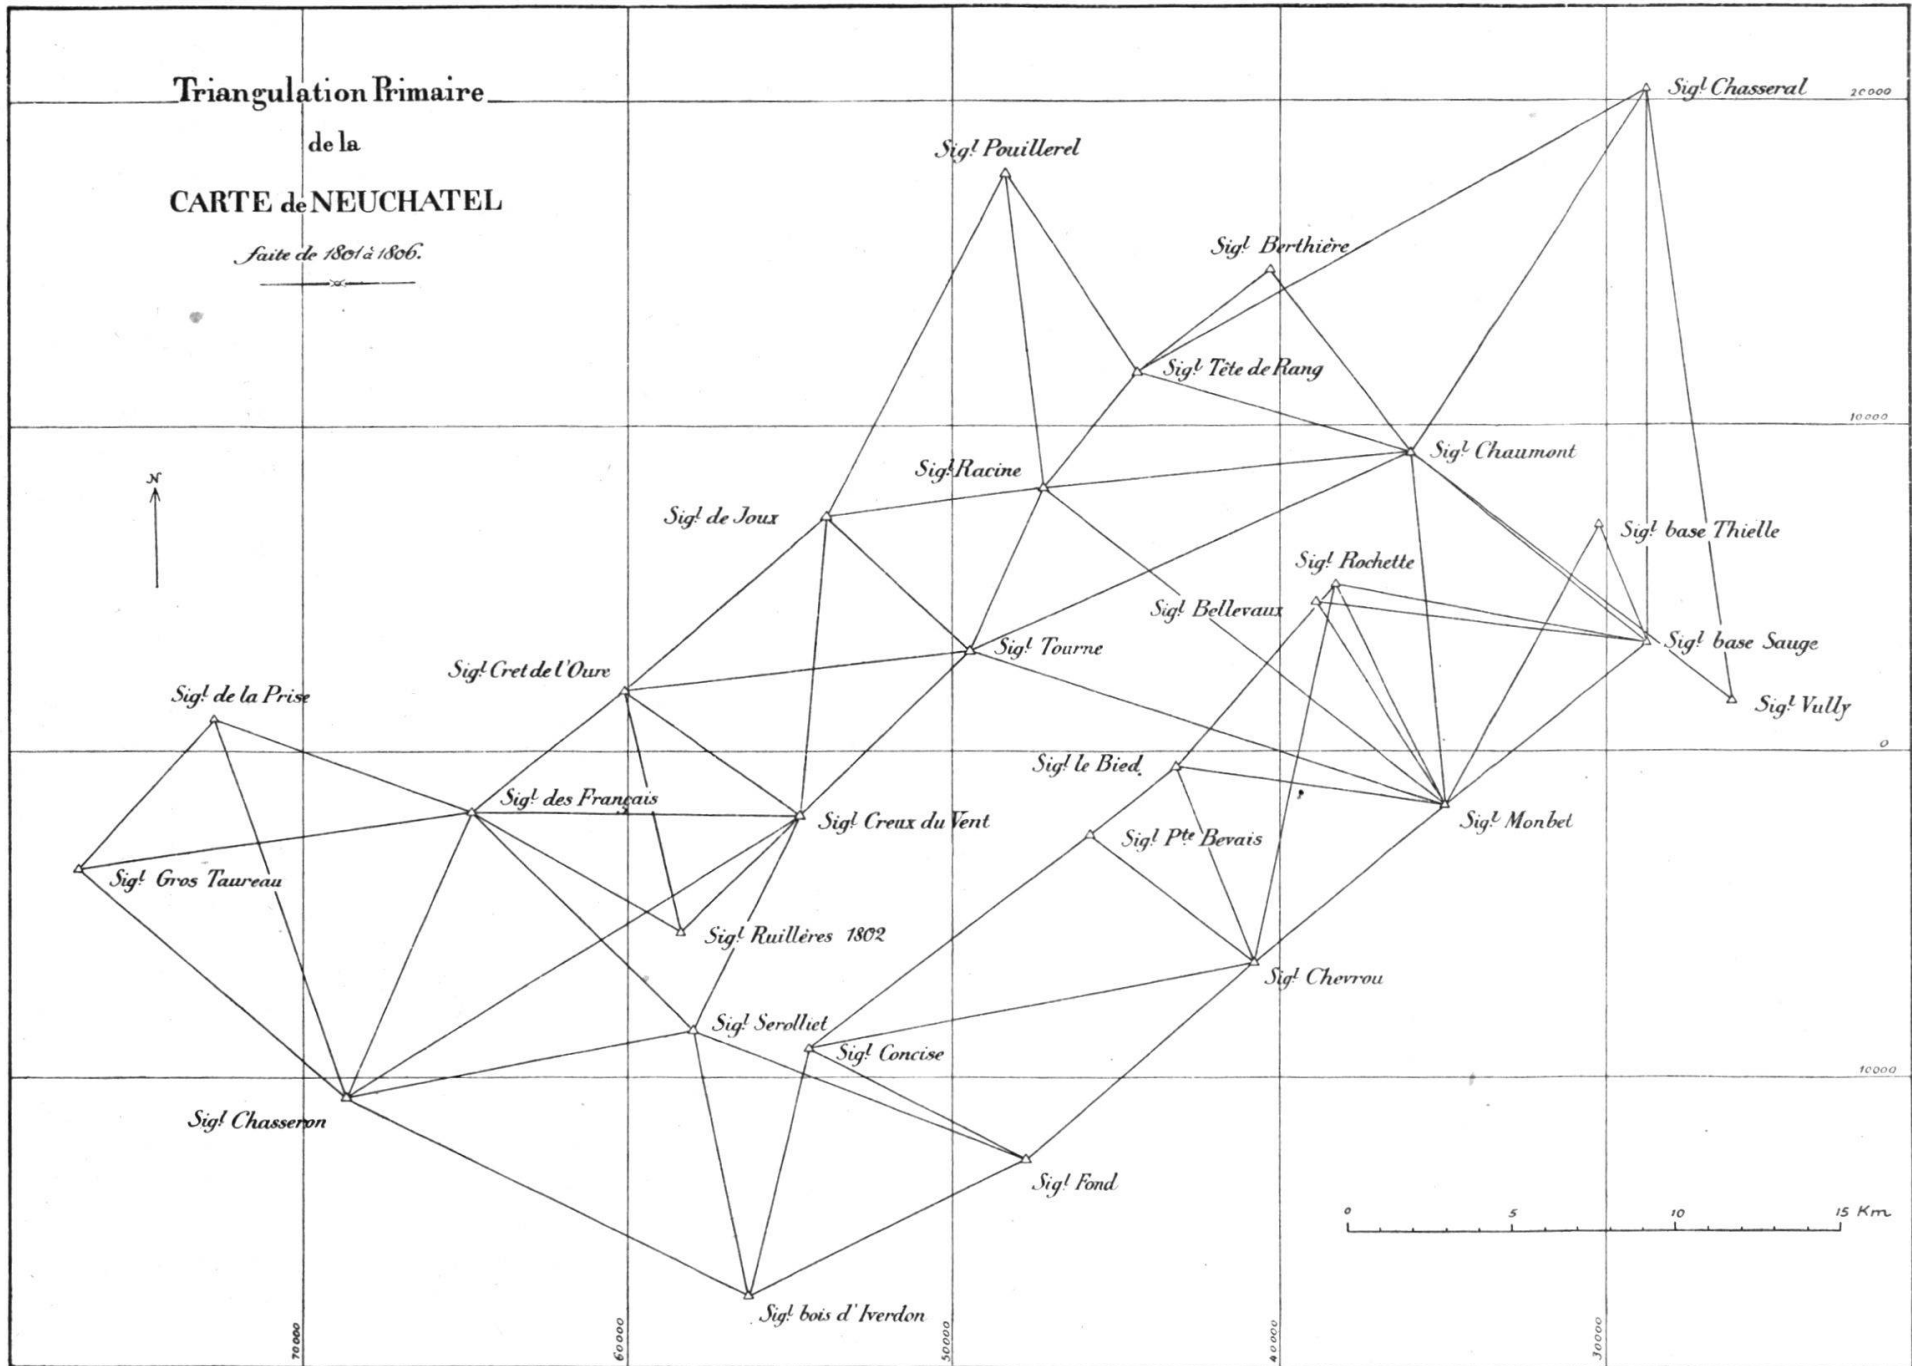 Triangulation Primaire
de la
CARTE de NEUCHATEL
faite de 1801 à 1806.
Sigl Chasseral
20000
Sigl Pouillerel
Sigl Berthière
Sigl Tête de Rang
10000
Sigl Chaumont
Sigl Racine
N
Sigl de Joux
Sigl base Thielle
Sigl Rochette
Sigl Bellevaux
Sigl Tourne
Sigl base Sauge
Sigl Cret de l'Oure
Sigl de la Prise
Sigl Vully
0
Sigl le Bied
Sigl des Français
Sigl Creux du Vent
Sigl Monbet
Sigl Pte Bevais
Sigl Gros Taureau
Sigl Ruillères 1802
Sigl Chevrou
Sigl Serolliet
Sigl Concise
10000
Sigl Chasseron
Sigl Fond
0 5 10 15 Km
Sigl bois d'Iverdon
70000
60000
50000
40000
30000